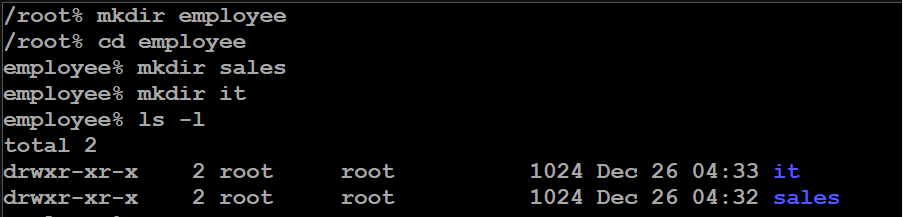 /root% mkdir employee
/root% cd employee
employee% mkdir sales
employee% mkdir it
employee% ls -l
total 2
drwxr-xr-x    2 root     root          1024 Dec 26 04:33 it
drwxr-xr-x    2 root     root          1024 Dec 26 04:32 sales